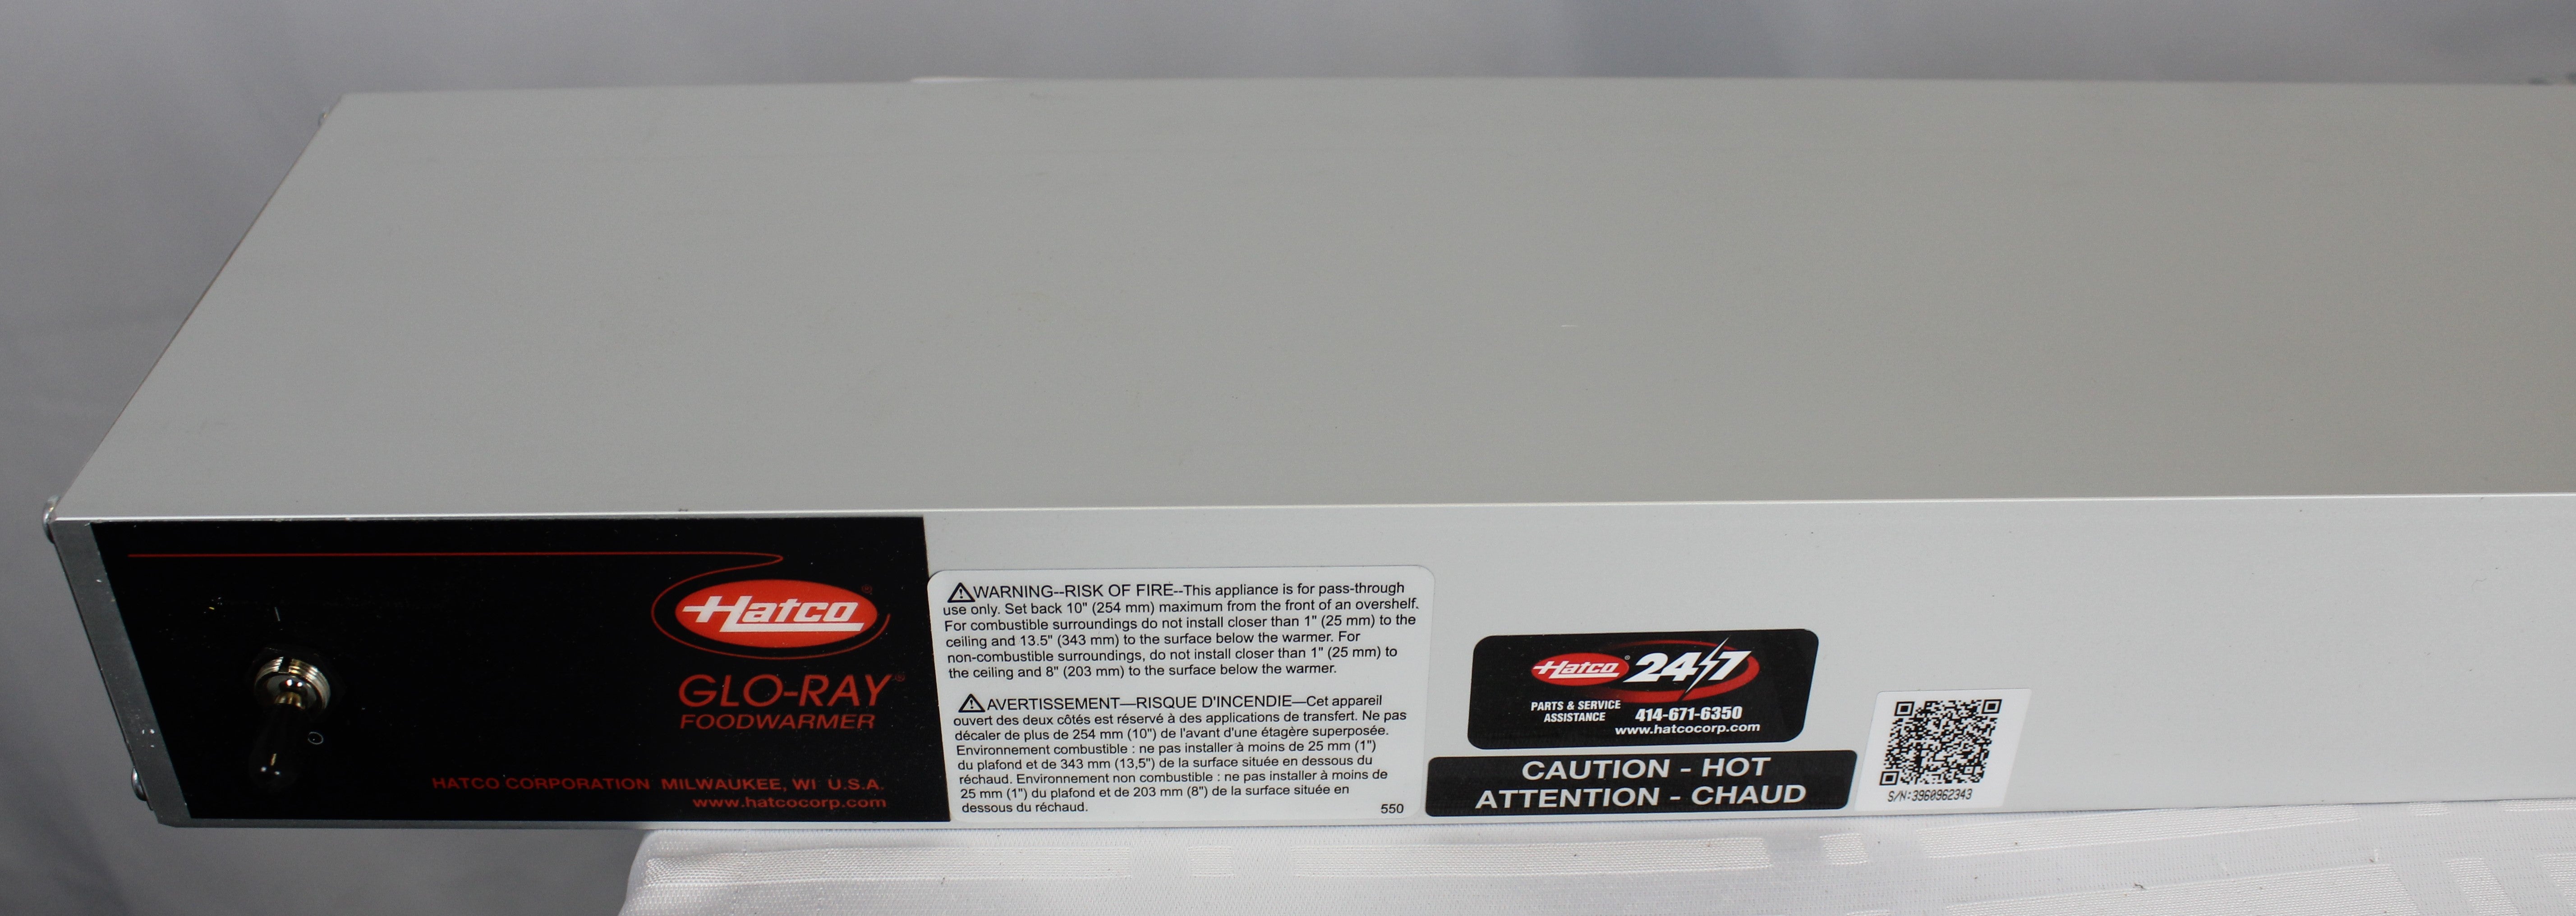 Hatco®
GLO-RAY®
FOODWARMER
HATCO CORPORATION MILWAUKEE, WI U.S.A.
www.hatcocorp.com
⚠WARNING--RISK OF FIRE--This appliance is for pass-through
use only. Set back 10" (254 mm) maximum from the front of an overshelf.
For combustible surroundings do not install closer than 1" (25 mm) to the
ceiling and 13.5" (343 mm) to the surface below the warmer. For
non-combustible surroundings, do not install closer than 1" (25 mm) to
the ceiling and 8" (203 mm) to the surface below the warmer.
⚠AVERTISSEMENT—RISQUE D'INCENDIE—Cet appareil
ouvert des deux côtés est réservé à des applications de transfert. Ne pas
décaler de plus de 254 mm (10") de l'avant d'une étagère superposée.
Environnement combustible : ne pas installer à moins de 25 mm (1")
du plafond et de 343 mm (13,5") de la surface située en dessous du
réchaud. Environnement non combustible : ne pas installer à moins de
25 mm (1") du plafond et de 203 mm (8") de la surface située en
dessous du réchaud.
550
Hatco® 24/7
PARTS & SERVICE
ASSISTANCE 414-671-6350
www.hatcocorp.com
CAUTION - HOT
ATTENTION - CHAUD
S/N:3960962343